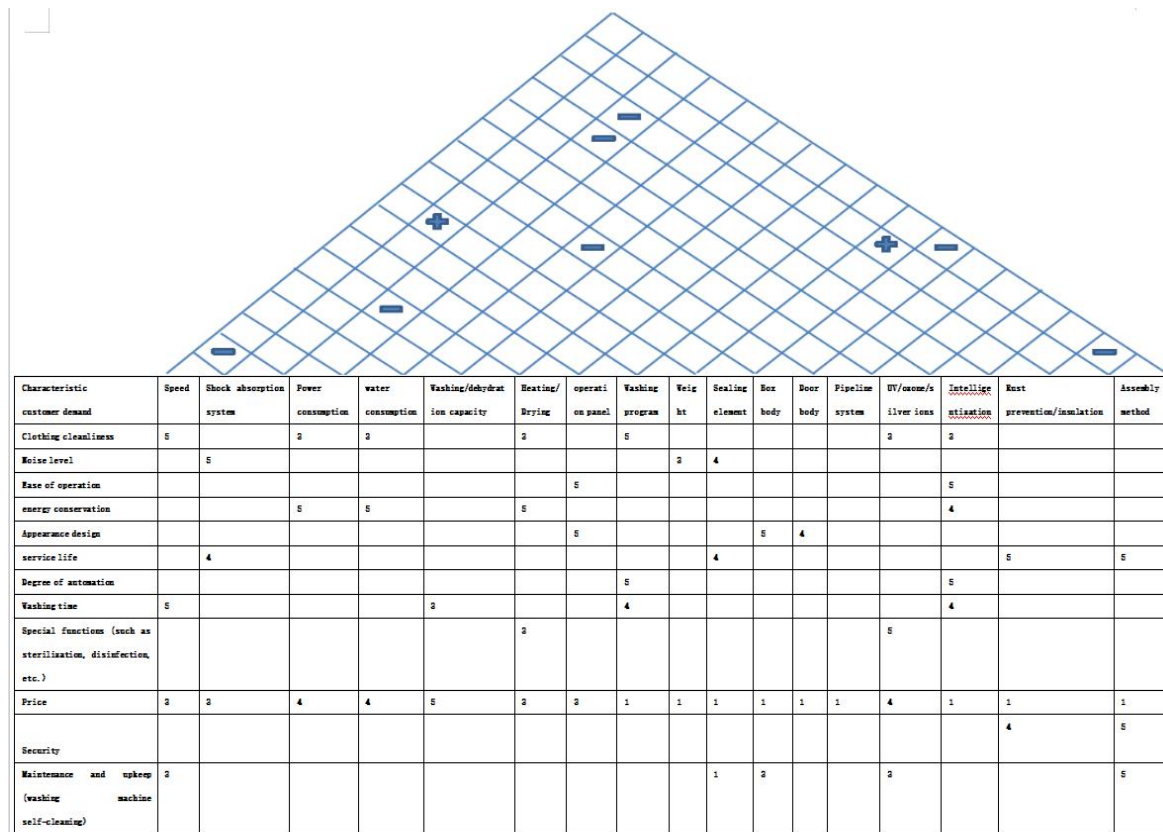 Characteristic Speed Shock absorption Power water Washing/dehydrat Heating/ operati Washing Weig Sealing Box Door Pipeline UV/ozone/s Intellige Rust Assembly
customer demand system consumption consumption ion capacity Drying on panel program ht element body body system ilver ions ntization prevention/insulation method
Clothing cleanliness 5 3 3 3 5 3 3
Noise level 5 3 4
Ease of operation 5 5
energy conservation 5 5 5 4
Appearance design 5 5 4
service life 4 4 5 5
Degree of automation 5 5
Washing time 5 3 4 4
Special functions (such as 3 5
sterilization, disinfection,
etc.)
Price 3 3 4 4 5 3 3 1 1 1 1 1 1 4 1 1 1
4 5
Security
Maintenance and upkeep 3 1 3 3 5
(washing machine
self-cleaning)